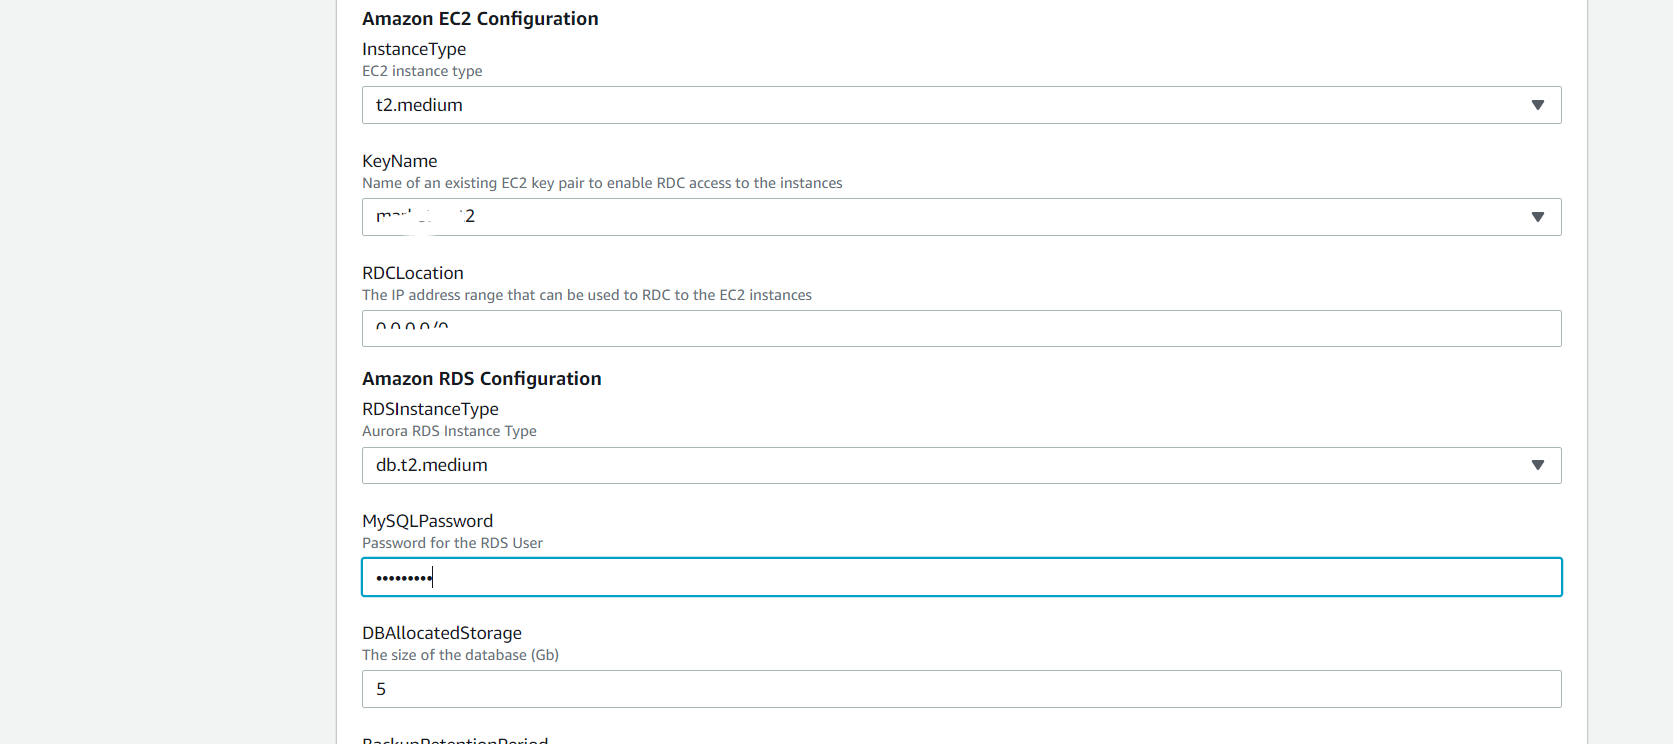 Amazon EC2 Configuration
InstanceType
EC2 instance type
t2.medium
KeyName
Name of an existing EC2 key pair to enable RDC access to the instances
2
RDCLocation
The IP address range that can be used to RDC to the EC2 instances
0.0.0.0/0
Amazon RDS Configuration
RDSInstanceType
Aurora RDS Instance Type
db.t2.medium
MySQLPassword
Password for the RDS User
•••••••••
DBAllocatedStorage
The size of the database (Gb)
5
BackupRetentionPeriod